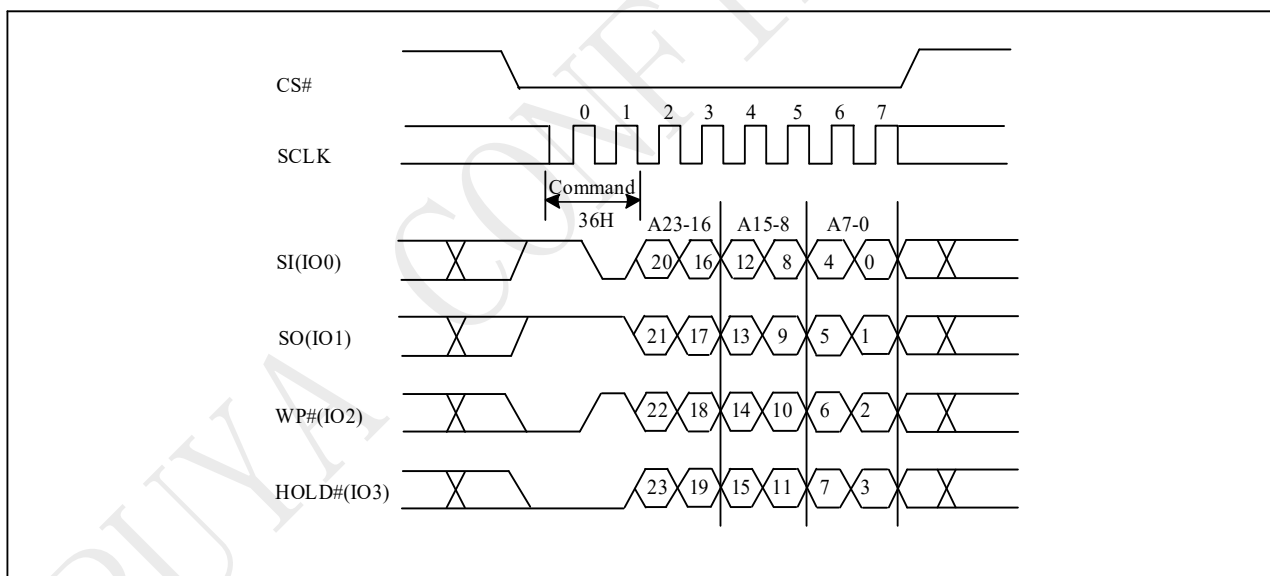 CS#
0 1 2 3 4 5 6 7
SCLK
Command
36H
A23-16 A15-8 A7-0
SI(IO0) 20 16 12 8 4 0
SO(IO1) 21 17 13 9 5 1
WP#(IO2) 22 18 14 10 6 2
HOLD#(IO3) 23 19 15 11 7 3